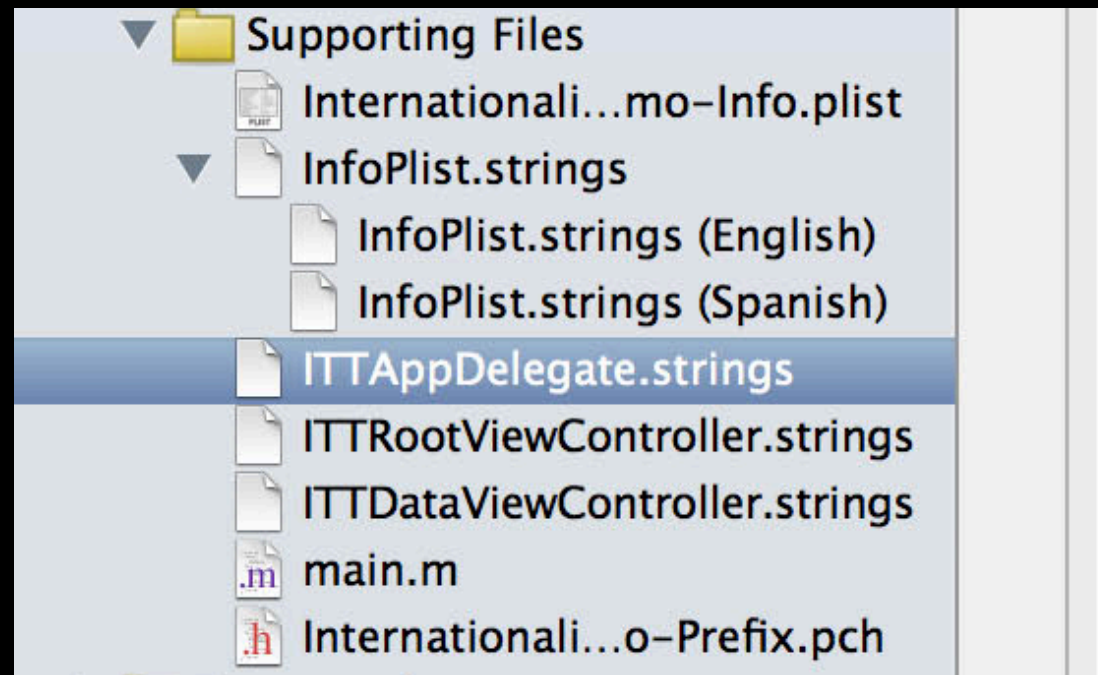 Supporting Files
Internationali...mo-Info.plist
PLIST
InfoPlist.strings
InfoPlist.strings (English)
InfoPlist.strings (Spanish)
ITTAppDelegate.strings
ITTRootViewController.strings
ITTDataViewController.strings
.m main.m
.h Internationali...o-Prefix.pch